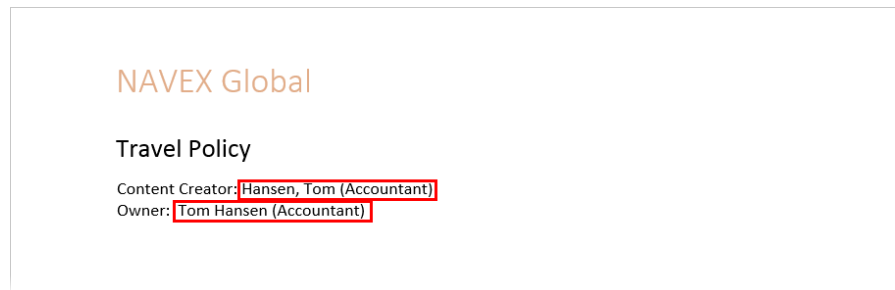 NAVEX Global
Travel Policy
Content Creator: Hansen, Tom (Accountant)
Owner: Tom Hansen (Accountant)